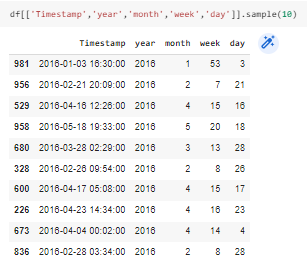 df[['Timestamp','year','month','week','day']].sample(10)
Timestamp year month week day
981 2016-01-03 16:30:00 2016 1 53 3
956 2016-02-21 20:09:00 2016 2 7 21
529 2016-04-16 12:26:00 2016 4 15 16
958 2016-05-18 19:33:00 2016 5 20 18
680 2016-03-28 02:29:00 2016 3 13 28
328 2016-02-26 09:54:00 2016 2 8 26
600 2016-04-17 05:08:00 2016 4 15 17
226 2016-04-23 14:34:00 2016 4 16 23
673 2016-04-04 00:02:00 2016 4 14 4
836 2016-02-28 03:34:00 2016 2 8 28